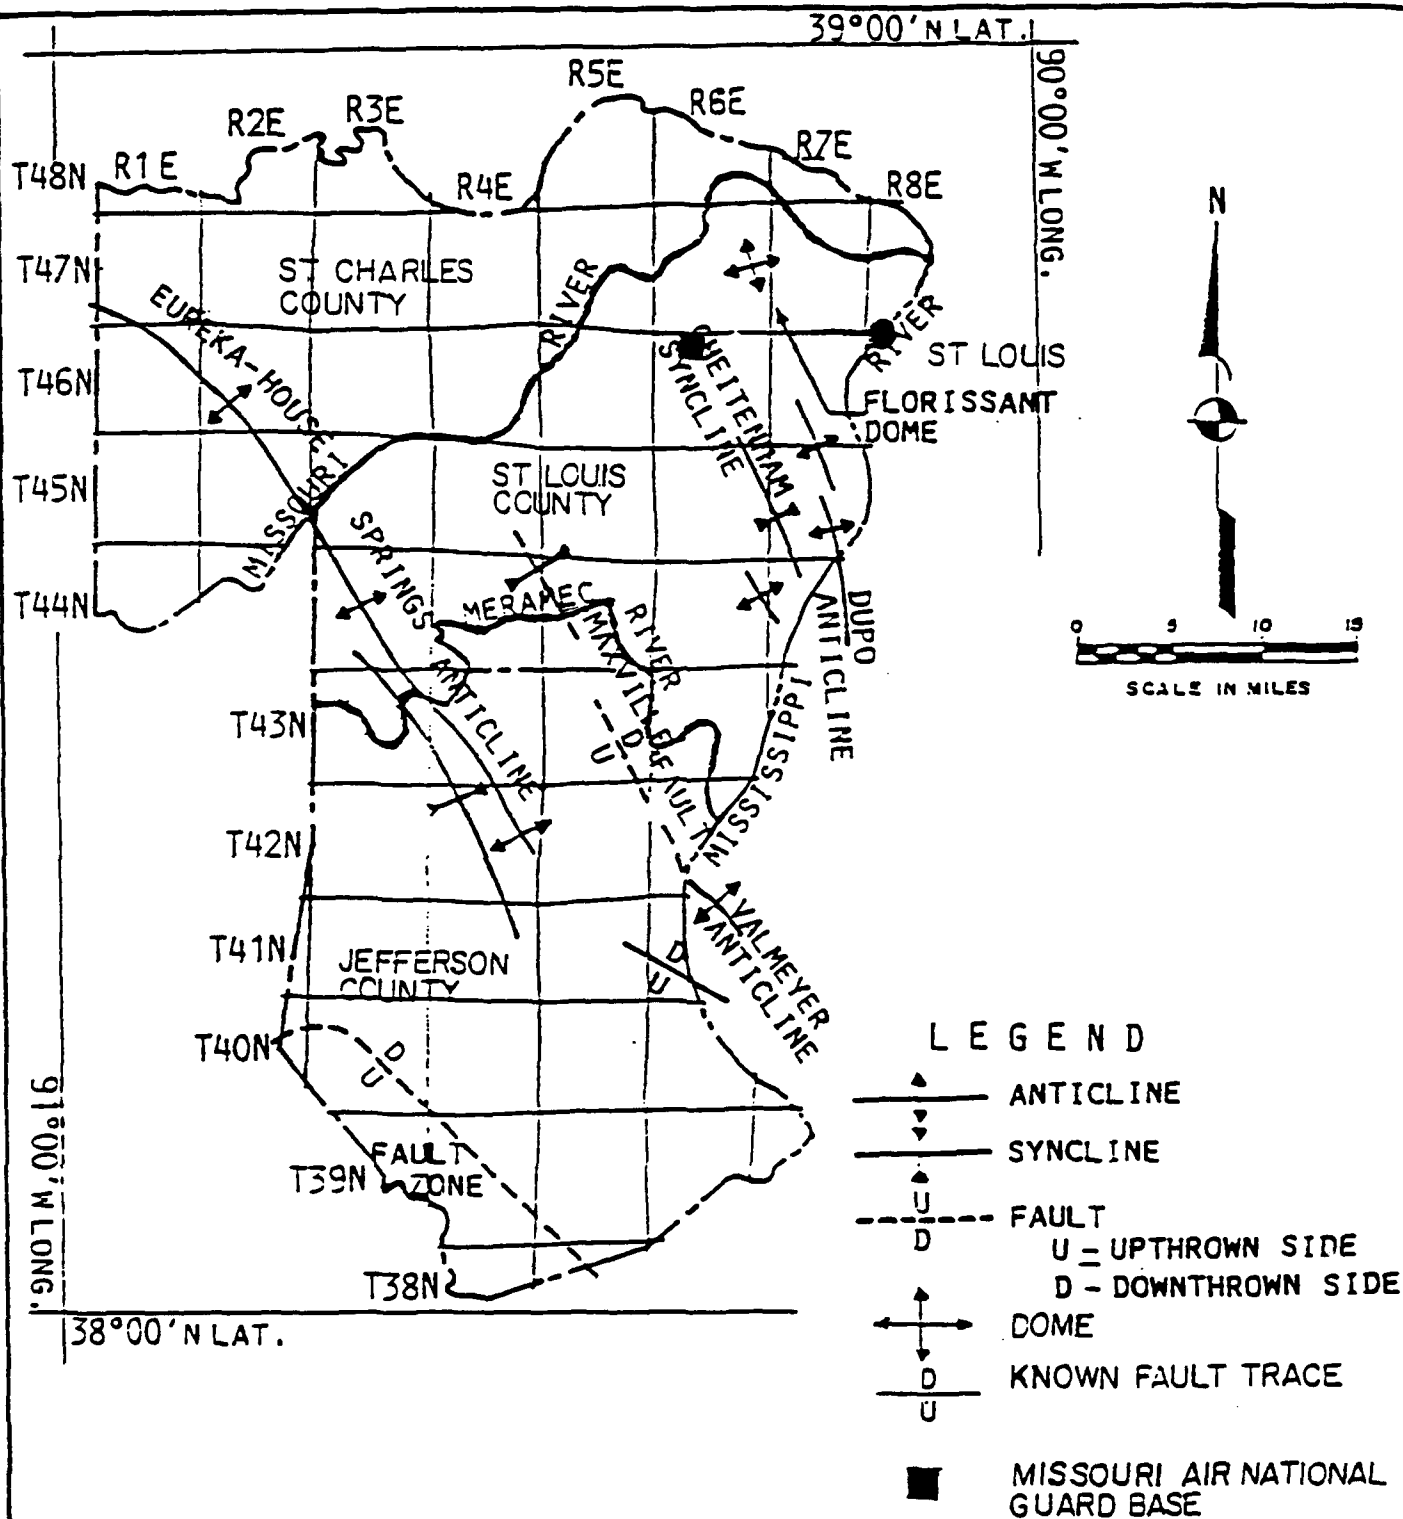 39°00'N LAT.
90°00'W LONG.
R5E
R6E
R3E
R2E
R7E
R1E
T48N
R4E
R8E
N
T47N
ST CHARLES
COUNTY
EUREKA-HOUSE
SPRINGS
ANTICLINE
RIVER
RIVER
ST LOUIS
T46N
CHELTENHAM
SYNCLINE
FLORISSANT
DOME
T45N
MISSOURI
ST LOUIS
COUNTY
T44N
MERAMEC
RIVER
MAXVILLE FAULT
D
U
DUPO
ANTICLINE
0 5 10 15
SCALE IN MILES
T43N
MISSISSIPPI
T42N
VALMEYER
ANTICLINE
T41N
D
U
JEFFERSON
COUNTY
T40N
D
U
FAULT
ZONE
T39N
T38N
91°00'W LONG.
38°00'N LAT.
LEGEND
ANTICLINE
SYNCLINE
U
D
FAULT
U = UPTHROWN SIDE
D - DOWNTHROWN SIDE
DOME
D
U
KNOWN FAULT TRACE
MISSOURI AIR NATIONAL
GUARD BASE